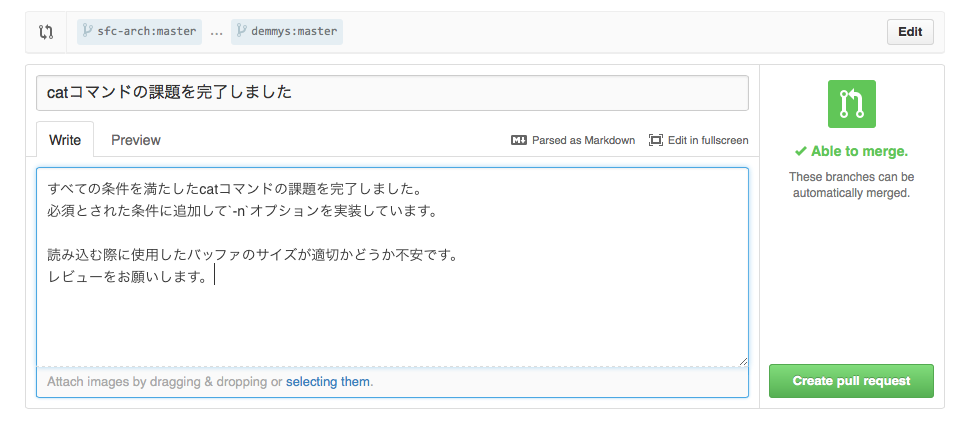 sfc-arch:master ... demmys:master Edit
catコマンドの課題を完了しました
Write Preview Parsed as Markdown Edit in fullscreen
すべての条件を満たしたcatコマンドの課題を完了しました。
必須とされた条件に追加して`-n`オプションを実装しています。
読み込む際に使用したバッファのサイズが適切かどうか不安です。
レビューをお願いします。
Attach images by dragging & dropping or selecting them.
Able to merge.
These branches can be
automatically merged.
Create pull request